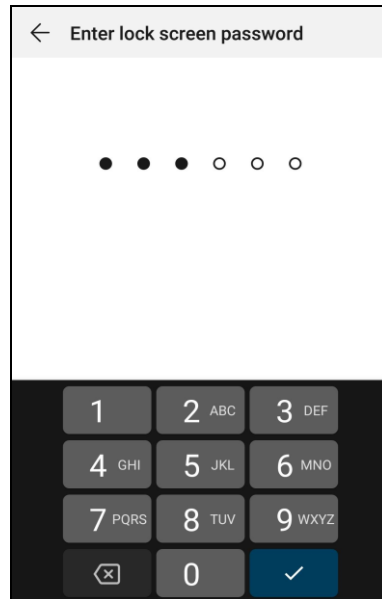 Enter lock screen password
1 2 ABC 3 DEF
4 GHI 5 JKL 6 MNO
7 PQRS 8 TUV 9 WXYZ
0